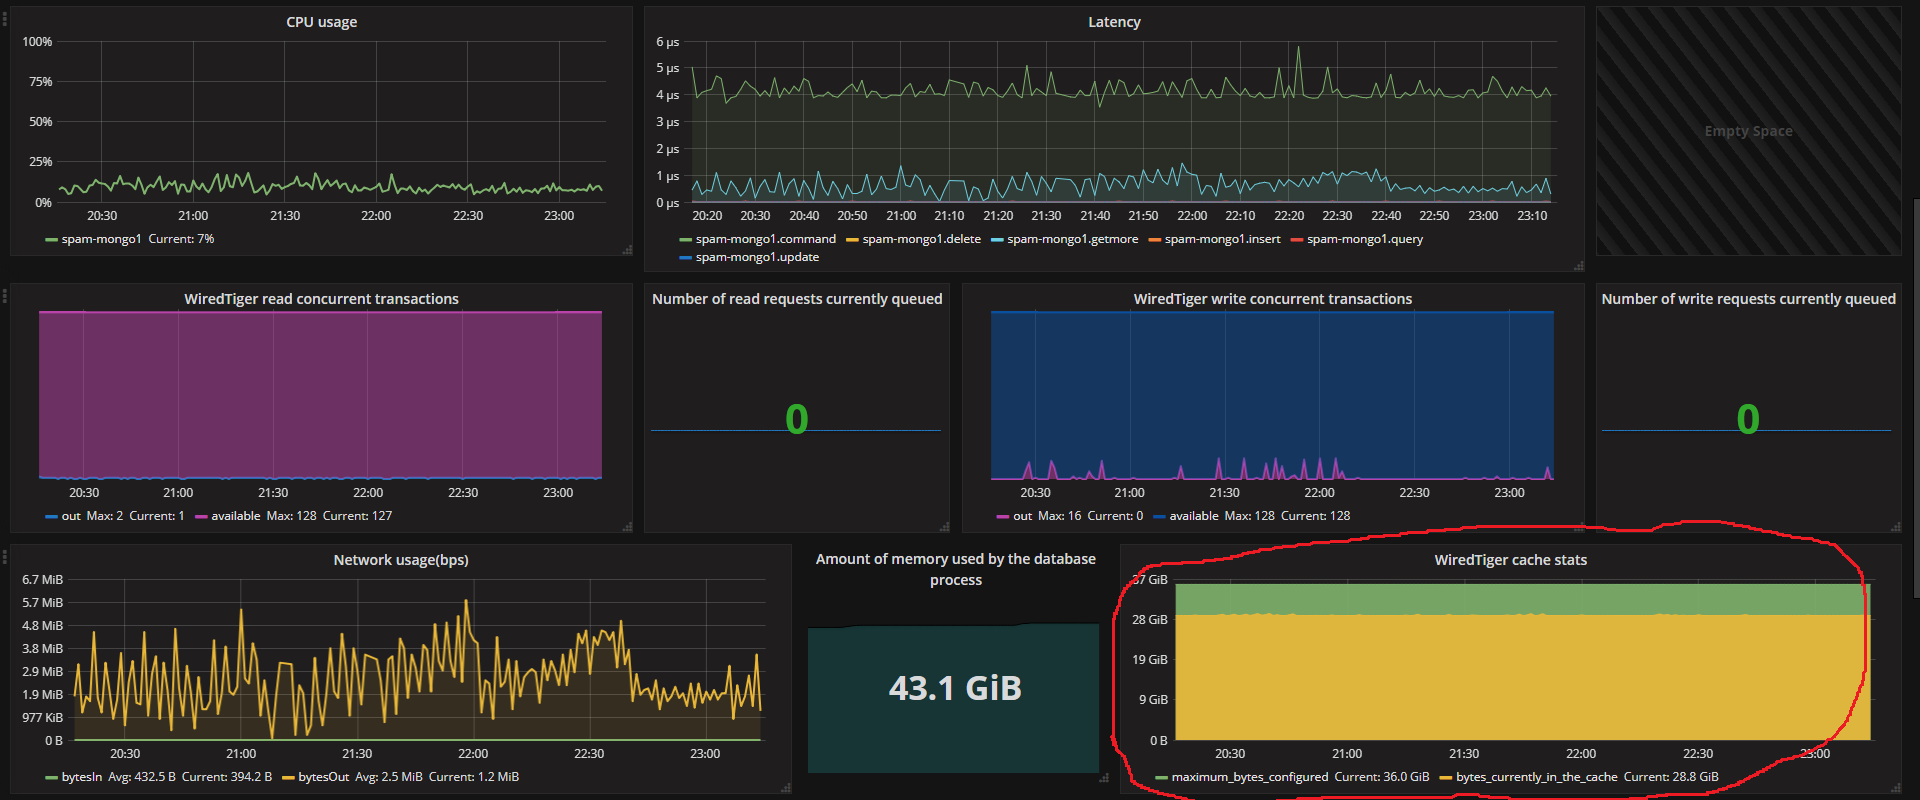 CPU usage
100%
75%
50%
25%
0%
20:30 21:00 21:30 22:00 22:30 23:00
spam-mongo1 Current: 7%
Latency
6 µs
5 µs
4 µs
3 µs
2 µs
1 µs
0 µs
20:20 20:30 20:40 20:50 21:00 21:10 21:20 21:30 21:40 21:50 22:00 22:10 22:20 22:30 22:40 22:50 23:00 23:10
spam-mongo1.command spam-mongo1.delete spam-mongo1.getmore spam-mongo1.insert spam-mongo1.query
spam-mongo1.update
Empty Space
WiredTiger read concurrent transactions
20:30 21:00 21:30 22:00 22:30 23:00
out Max: 2 Current: 1 available Max: 128 Current: 127
Number of read requests currently queued
0
WiredTiger write concurrent transactions
20:30 21:00 21:30 22:00 22:30 23:00
out Max: 16 Current: 0 available Max: 128 Current: 128
Number of write requests currently queued
0
Network usage(bps)
6.7 MiB
5.7 MiB
4.8 MiB
3.8 MiB
2.9 MiB
1.9 MiB
977 KiB
0 B
20:30 21:00 21:30 22:00 22:30 23:00
bytesIn Avg: 432.5 B Current: 394.2 B bytesOut Avg: 2.5 MiB Current: 1.2 MiB
Amount of memory used by the database
process
43.1 GiB
WiredTiger cache stats
37 GiB
28 GiB
19 GiB
9 GiB
0 B
20:30 21:00 21:30 22:00 22:30 23:00
maximum_bytes_configured Current: 36.0 GiB bytes_currently_in_the_cache Current: 28.8 GiB